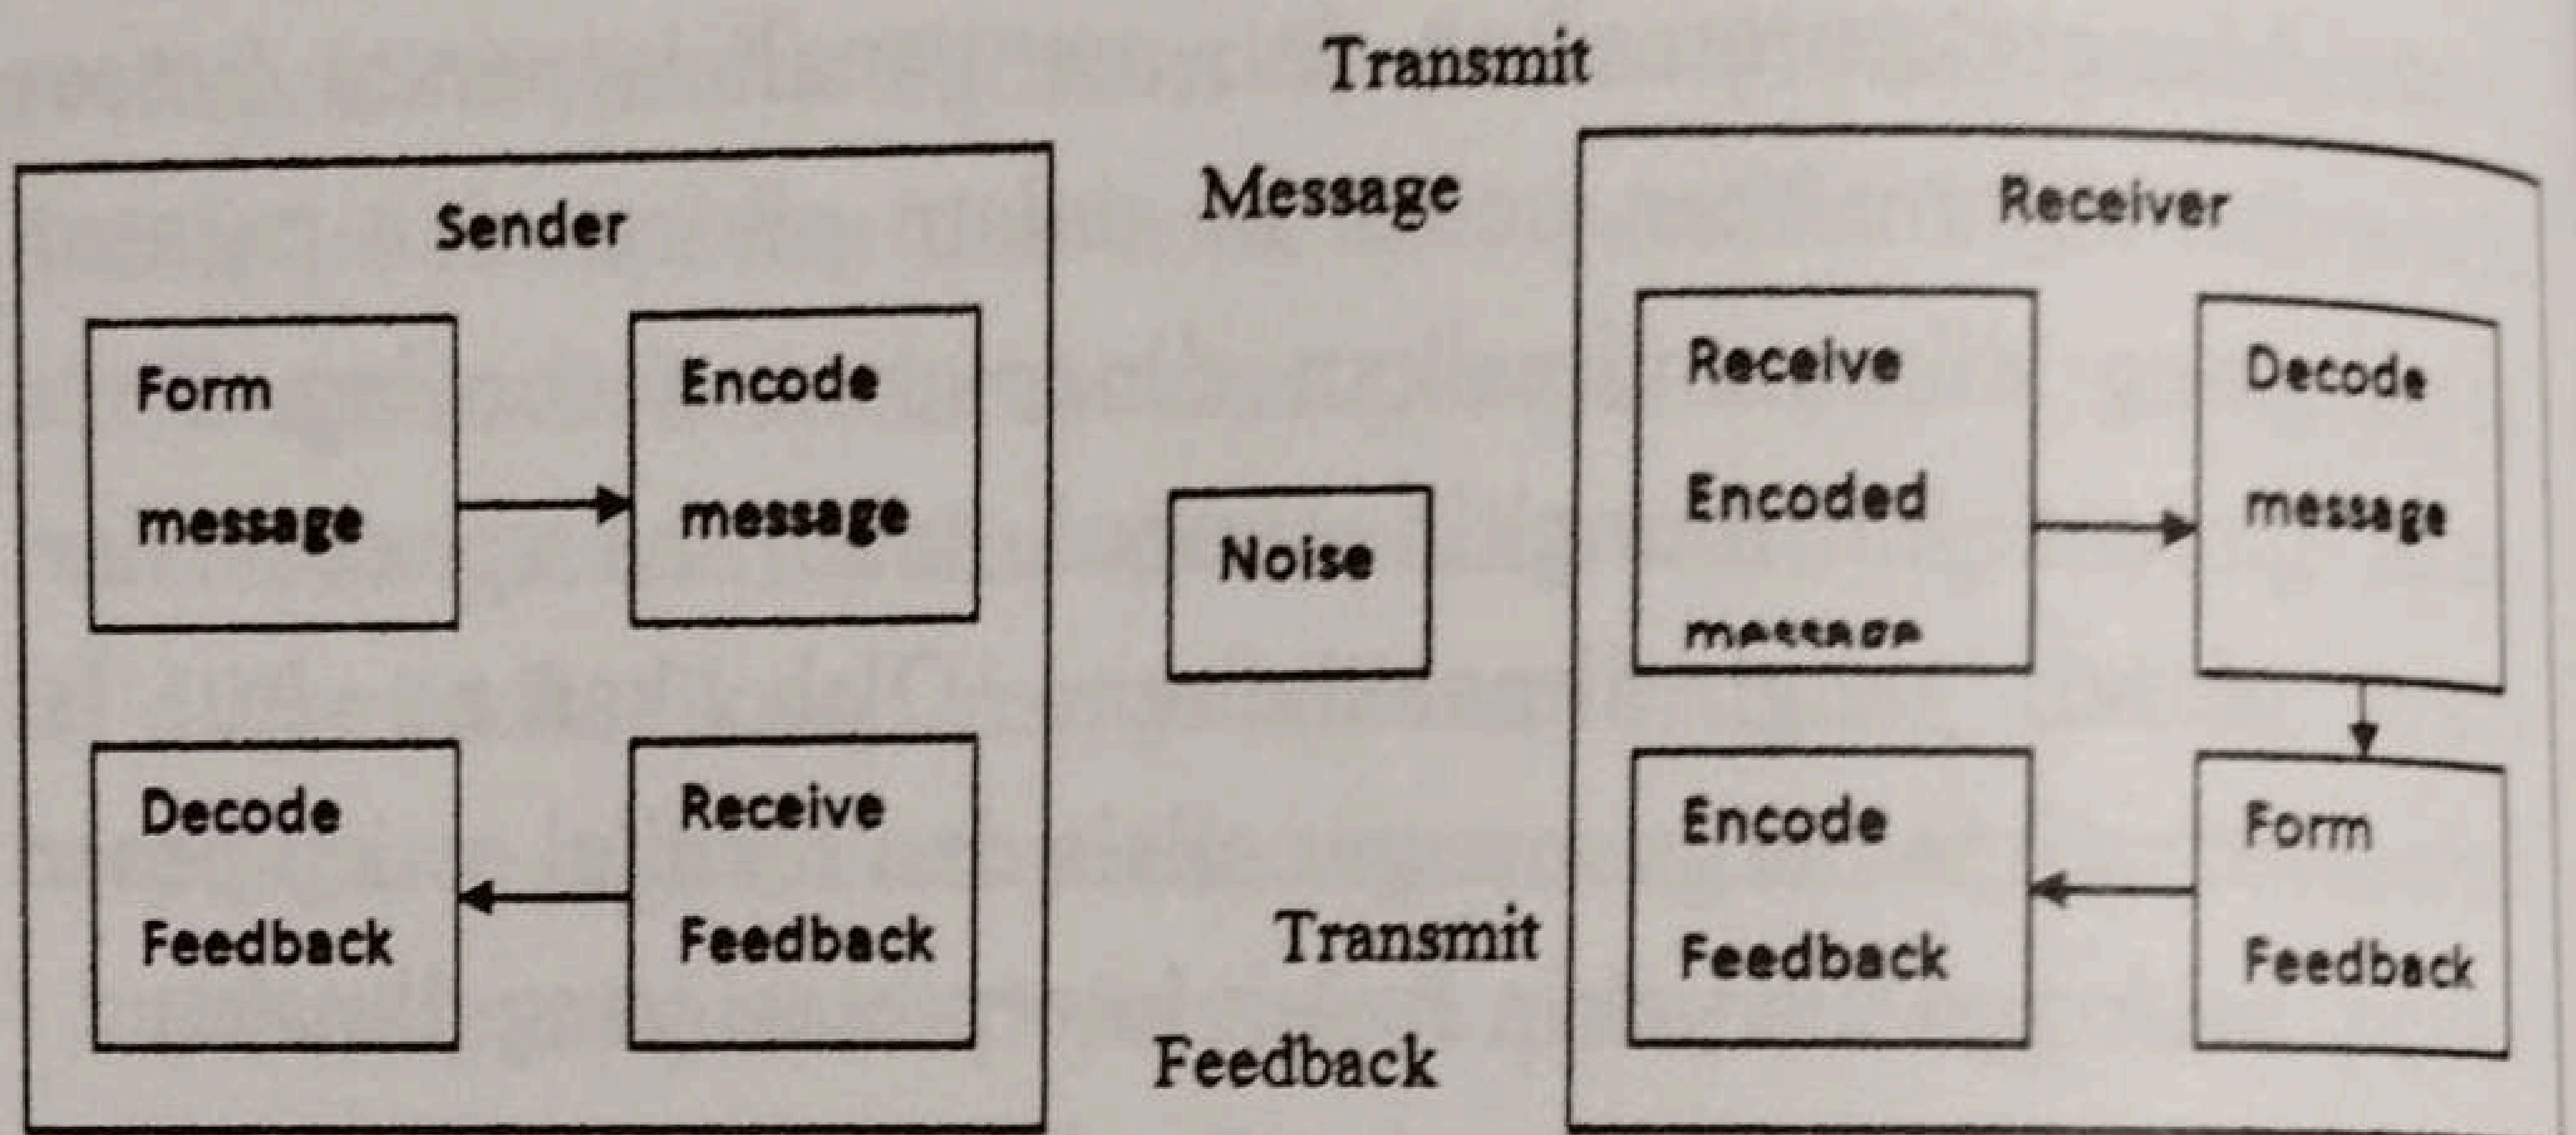 Transmit
Message
Sender
Form
message
Encode
message
Decode
Feedback
Receive
Feedback
Noise
Transmit
Feedback
Receiver
Receive
Encoded
message
Decode
message
Encode
Feedback
Form
Feedback